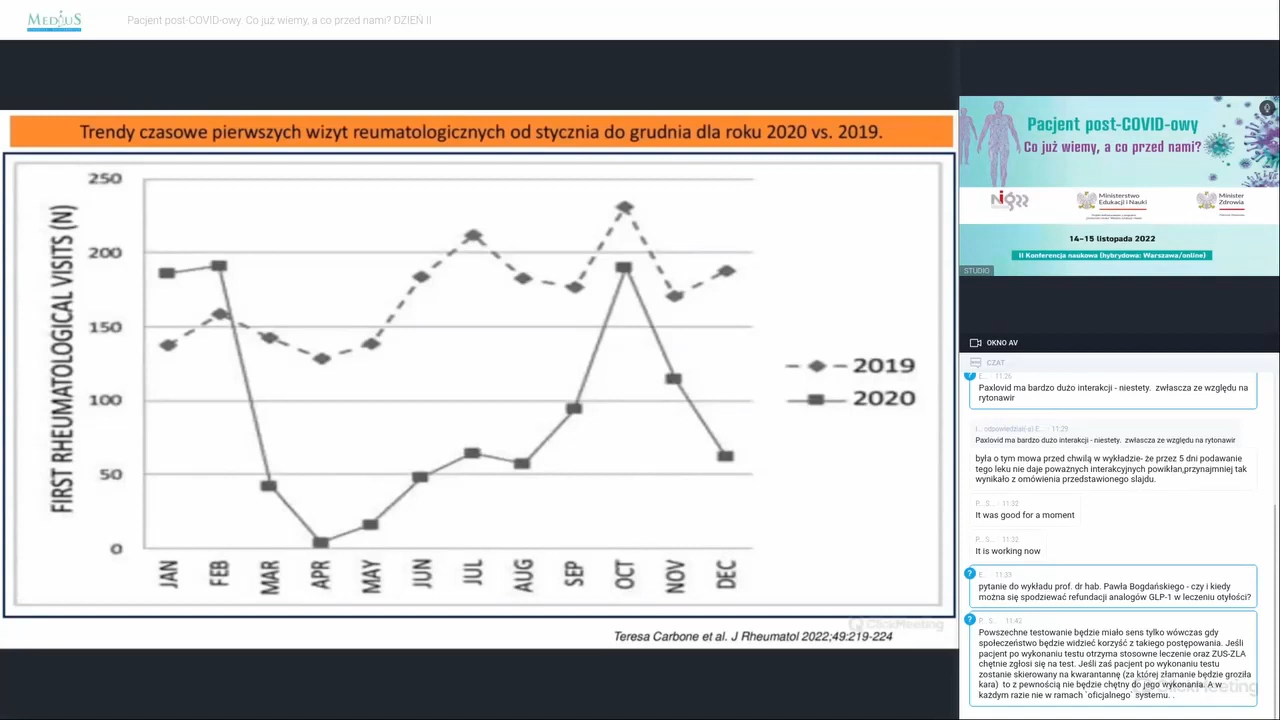 MEDIUS
Pacjent post-COVID-owy. Co już wiemy, a co przed nami? DZIEŃ II
Trendy czasowe pierwszych wizyt reumatologicznych od stycznia do grudnia dla roku 2020 vs. 2019.
FIRST RHEUMATOLOGICAL VISITS (N)
250
200
150
100
50
0
JAN
FEB
MAR
APR
MAY
JUN
JUL
AUG
SEP
OCT
NOV
DEC
2019
2020
ClickMeeting
Teresa Carbone et al. J Rheumatol 2022;49:219-224
Pacjent post-COVID-owy
Co już wiemy, a co przed nami?
Ministerstwo
Edukacji i Nauki
Minister
Zdrowia
14–15 listopada 2022
II Konferencja naukowa (hybrydowa: Warszawa/online)
STUDIO
OKNO AV
CZAT
E... 11:26
Paxlovid ma bardzo dużo interakcji - niestety. zwłascza ze względu na
rytonawir
I... odpowiedział(-a) E... 11:29
Paxlovid ma bardzo dużo interakcji - niestety. zwłascza ze względu na rytonawir
była o tym mowa przed chwilą w wykładzie- że przez 5 dni podawanie
tego leku nie daje poważnych interakcyjnych powikłan,przynajmniej tak
wynikało z omówienia przedstawionego slajdu.
P... S... 11:32
It was good for a moment
P... S... 11:32
It is working now
E... 11:33
pytanie do wykładu prof. dr hab. Pawła Bogdańskiego - czy i kiedy
można się spodziewać refundacji analogów GLP-1 w leczeniu otyłości?
P... S... 11:42
Powszechne testowanie będzie miało sens tylko wówczas gdy
społeczeństwo będzie widzieć korzyść z takiego postępowania. Jeśli
pacjent po wykonaniu testu otrzyma stosowne leczenie oraz ZUS-ZLA
chętnie zgłosi się na test. Jeśli zaś pacjent po wykonaniu testu
zostanie skierowany na kwarantannę (za której złamanie będzie groziła
kara) to z pewnością nie będzie chętny do jego wykonania. A w
każdym razie nie w ramach `oficjalnego` systemu. .
ClickMeeting